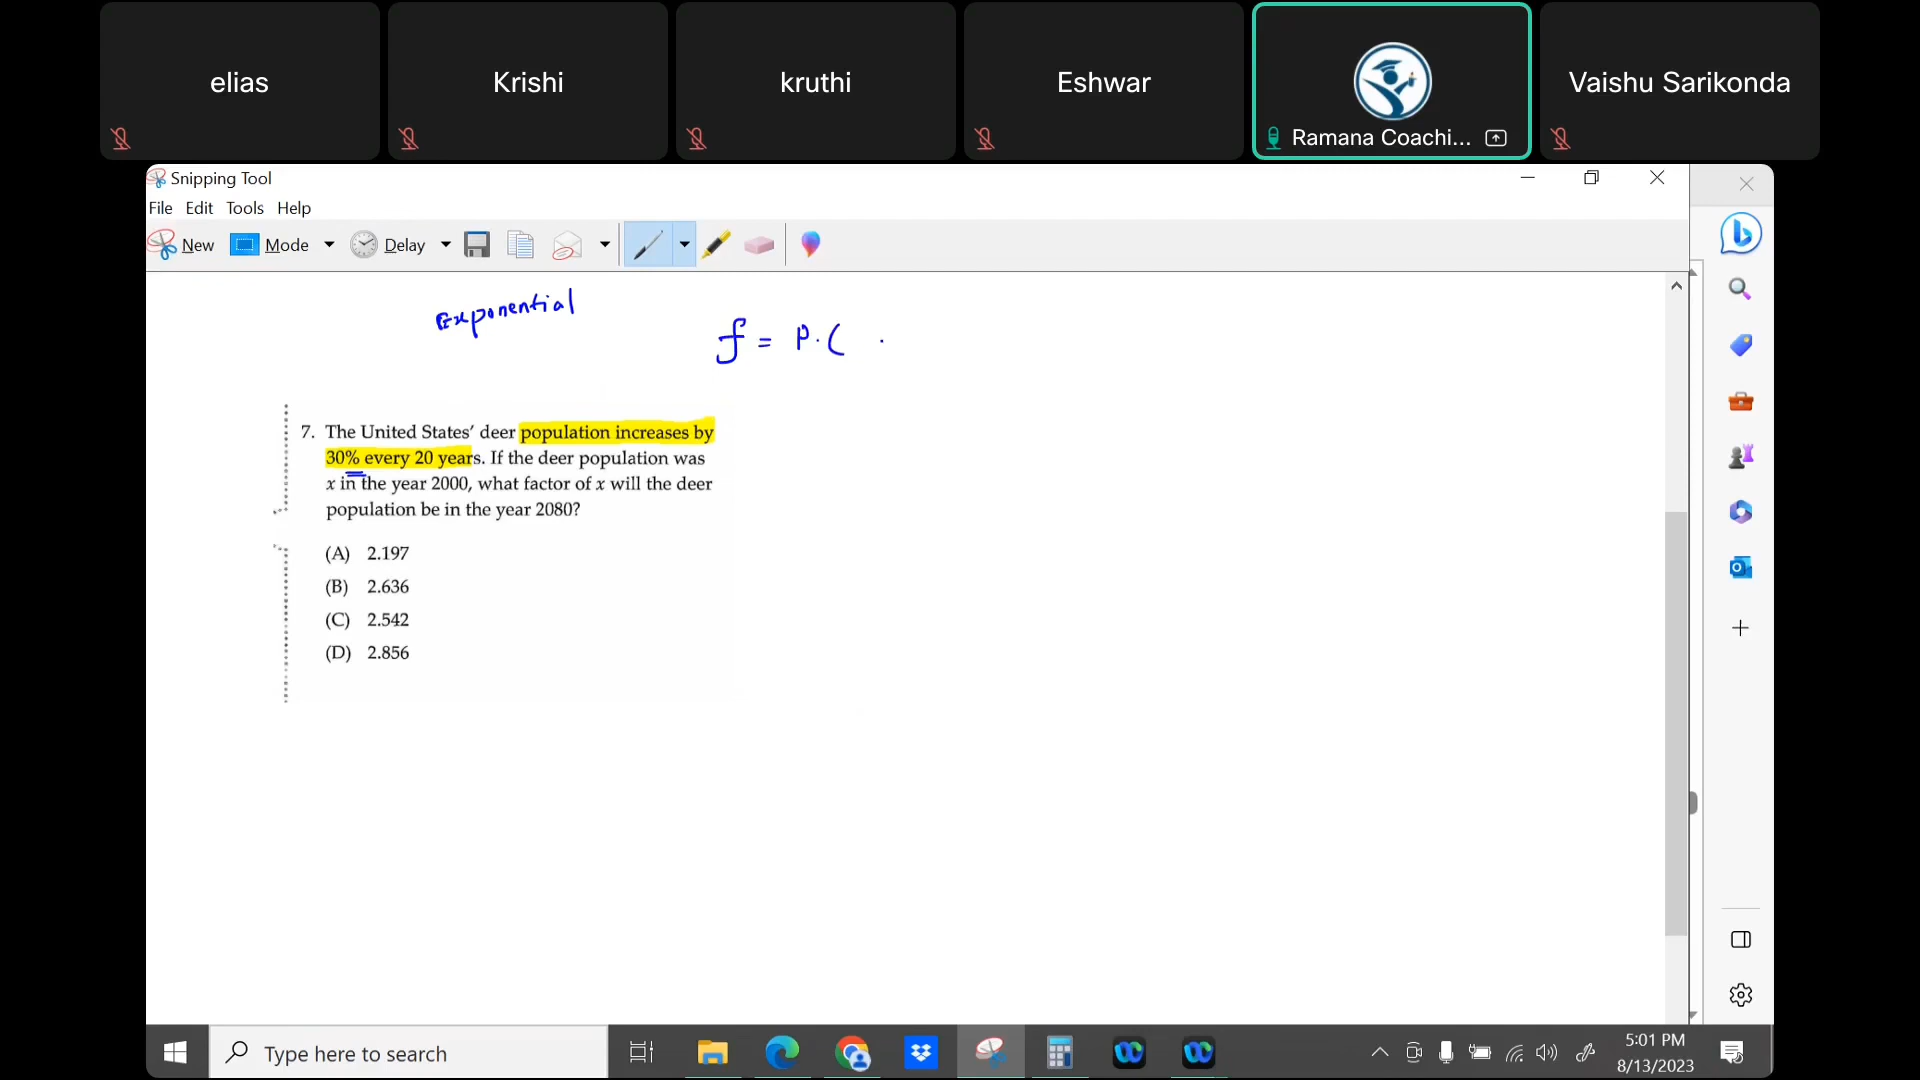 elias
Krishi
kruthi
Eshwar
Ramana Coachi...
Vaishu Sarikonda
Snipping Tool
File Edit Tools Help
New Mode Delay
Exponential
f = P. ( .
7. The United States' deer population increases by
30% every 20 years. If the deer population was
x in the year 2000, what factor of x will the deer
population be in the year 2080?
(A) 2.197
(B) 2.636
(C) 2.542
(D) 2.856
Type here to search
5:01 PM
8/13/2023